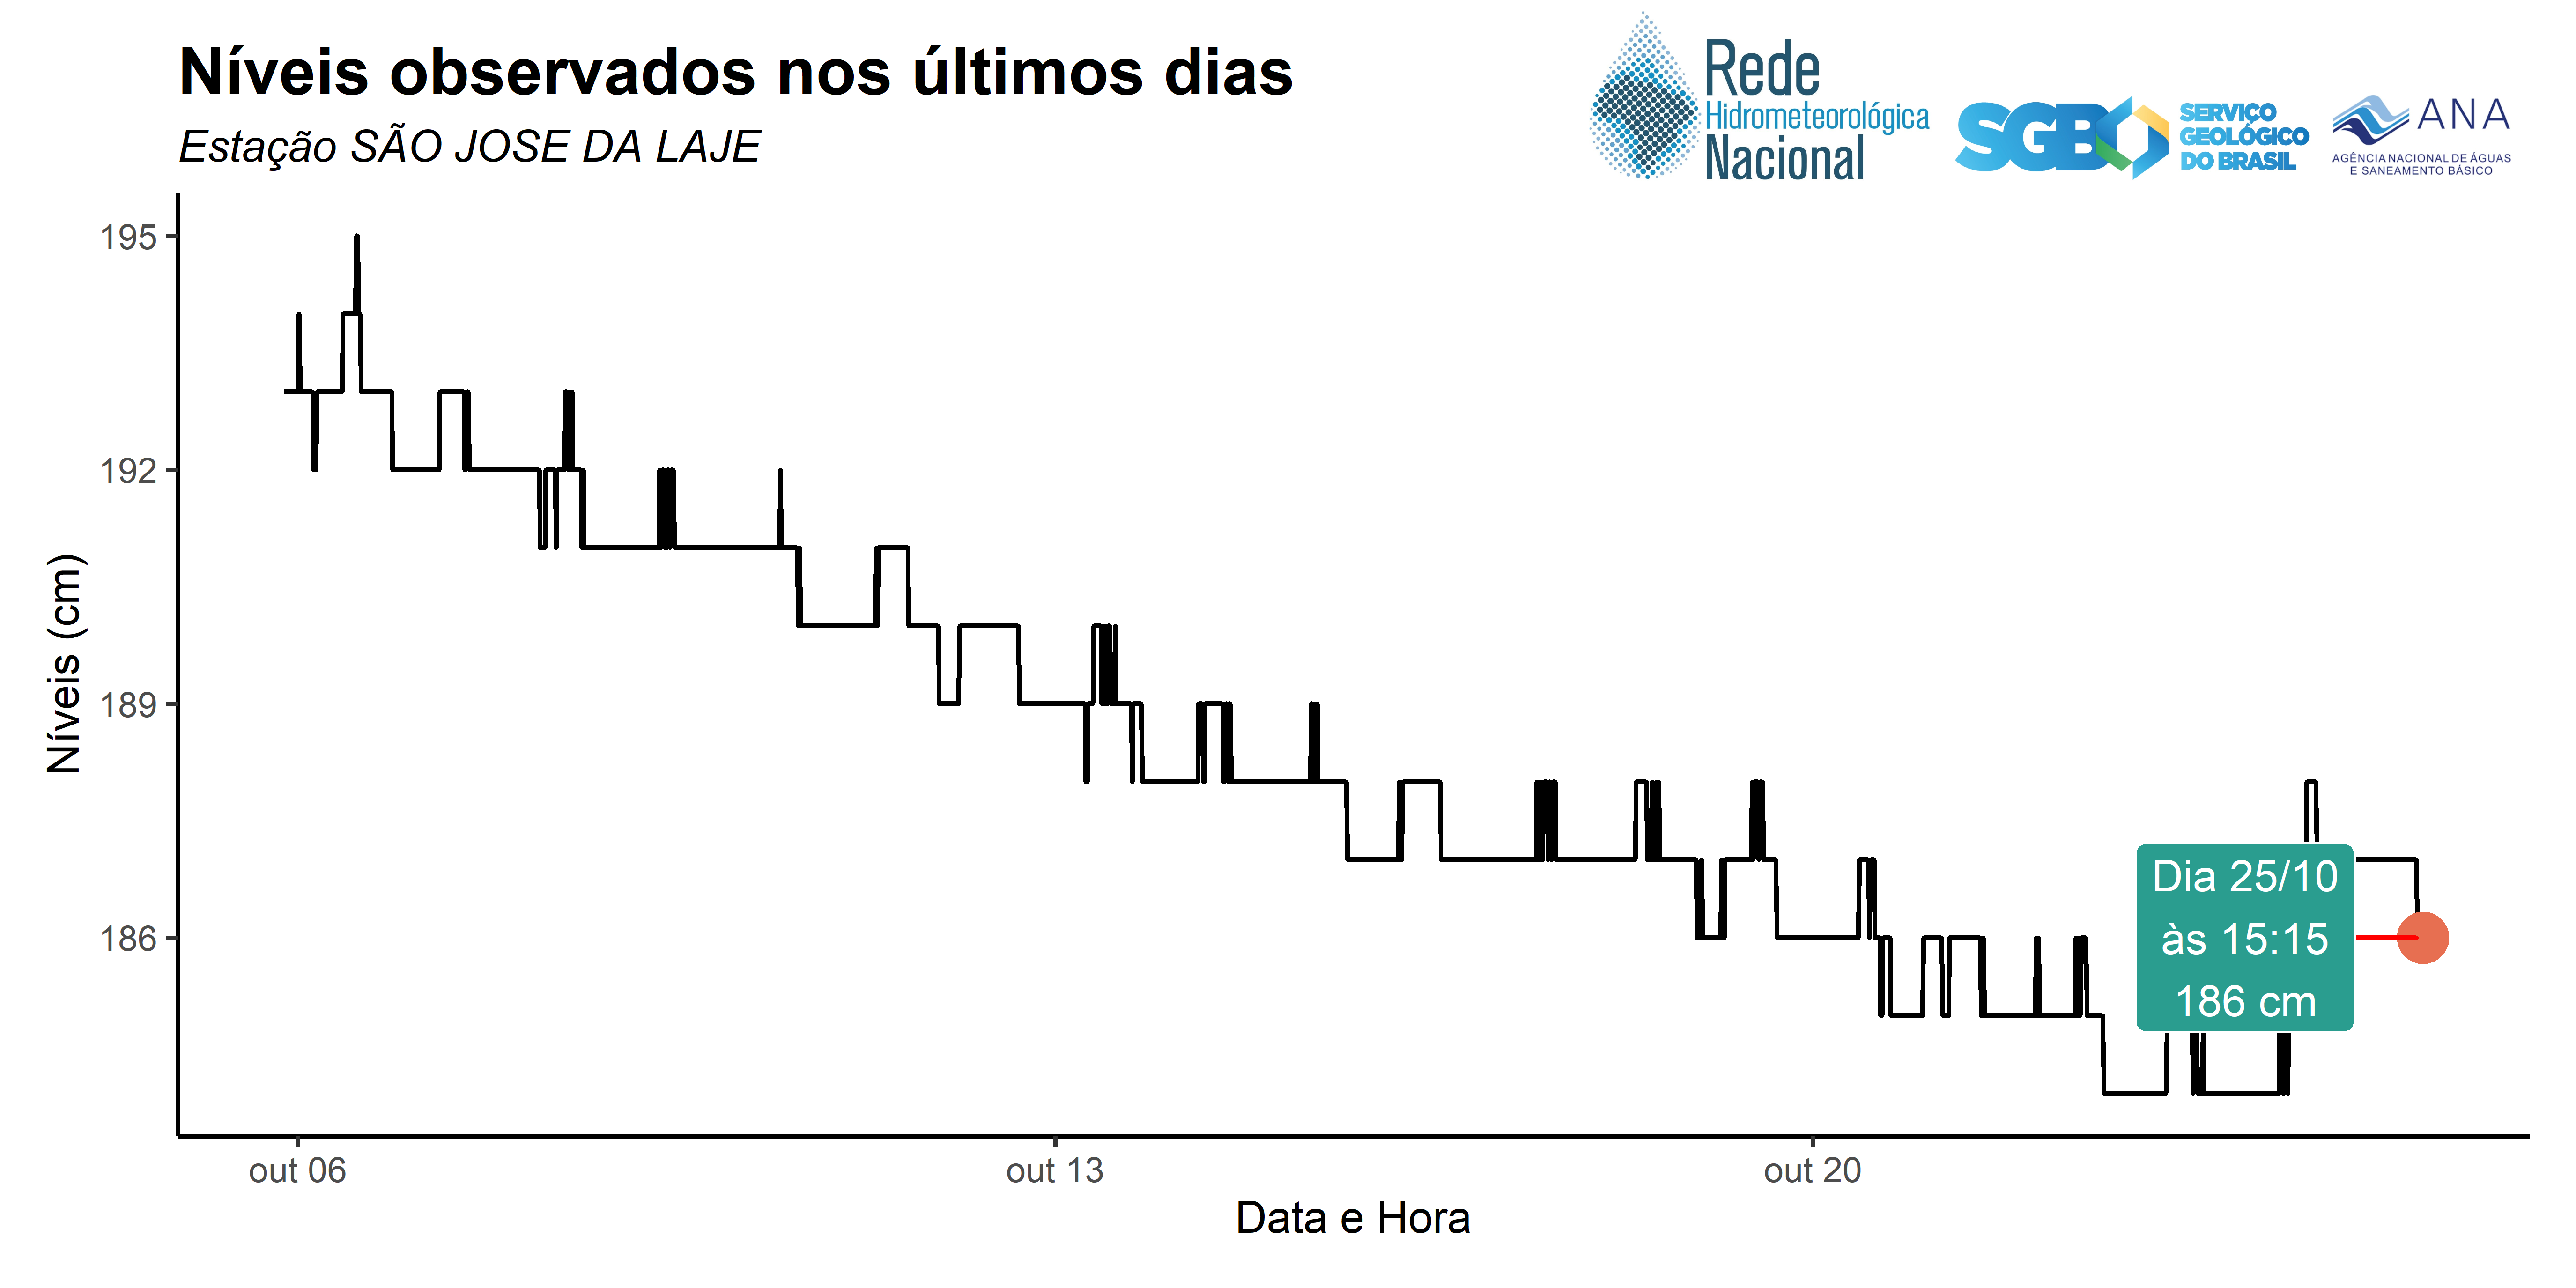 Níveis observados nos últimos dias
Estação SÃO JOSE DA LAJE
Rede
Hidrometeorológica
Nacional
SGB
SERVIÇO
GEOLÓGICO
DO BRASIL
ANA
AGÊNCIA NACIONAL DE ÁGUAS
E SANEAMENTO BÁSICO
Níveis (cm)
195
192
189
186
Dia 25/10
às 15:15
186 cm
out 06
out 13
out 20
Data e Hora